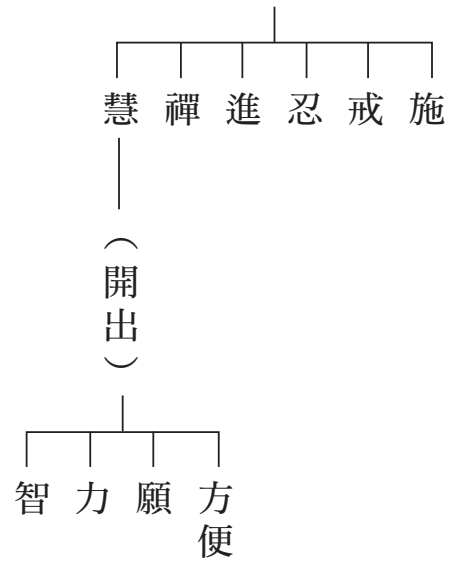 施
戒
忍
進
禪
慧
（開出）
方便
願
力
智